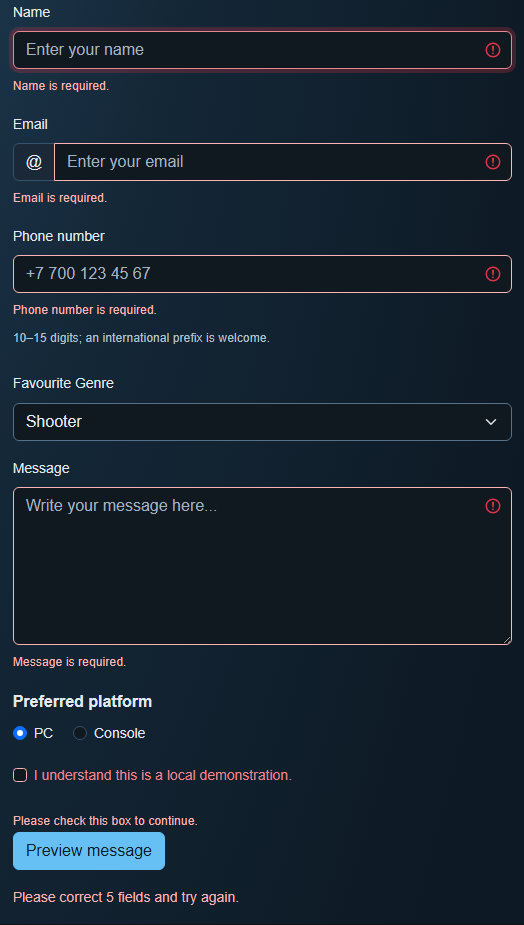 Name
Enter your name
Name is required.
Email
@ Enter your email
Email is required.
Phone number
+7 700 123 45 67
Phone number is required.
10–15 digits; an international prefix is welcome.
Favourite Genre
Shooter
Message
Write your message here...
Message is required.
Preferred platform
PC Console
I understand this is a local demonstration.
Please check this box to continue.
Preview message
Please correct 5 fields and try again.